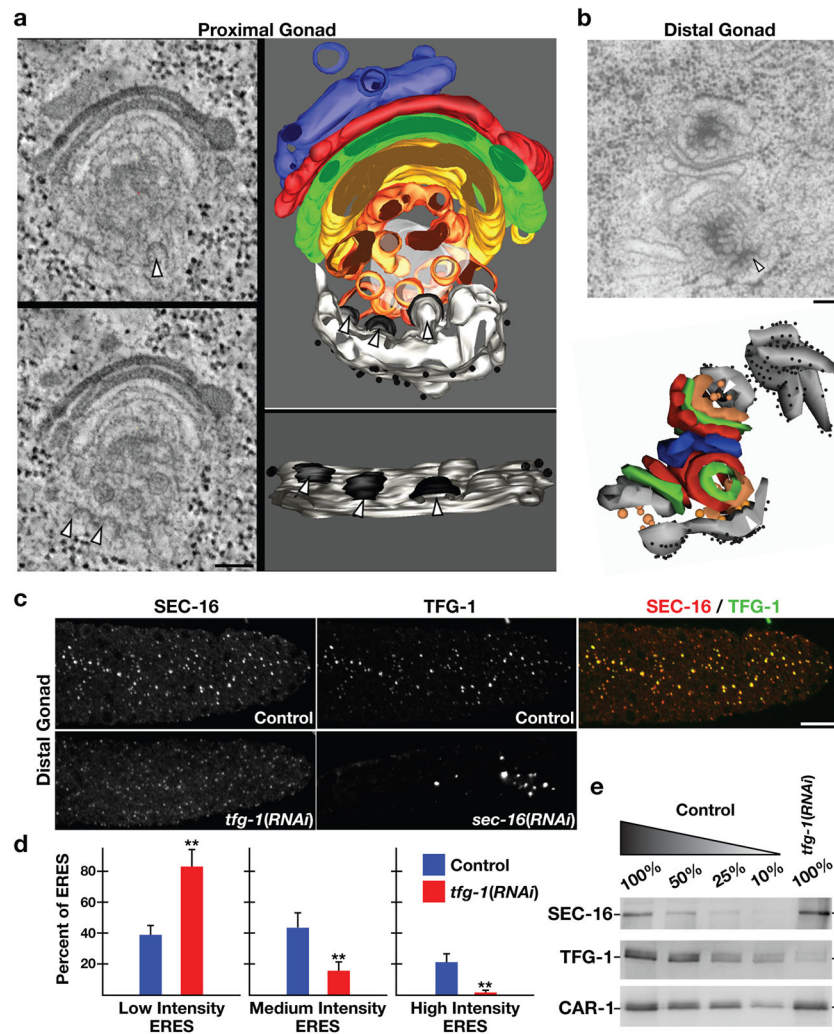 a
Proximal Gonad
b
Distal Gonad
c
SEC-16
TFG-1
SEC-16 / TFG-1
Distal Gonad
Control
Control
tfg-1(RNAi)
sec-16(RNAi)
d
Percent of ERES
80
60
40
20
Control
tfg-1(RNAi)
**
**
**
Low Intensity
ERES
Medium Intensity
ERES
High Intensity
ERES
e
Control
tfg-1(RNAi)
100%
50%
25%
10%
100%
SEC-16
TFG-1
CAR-1